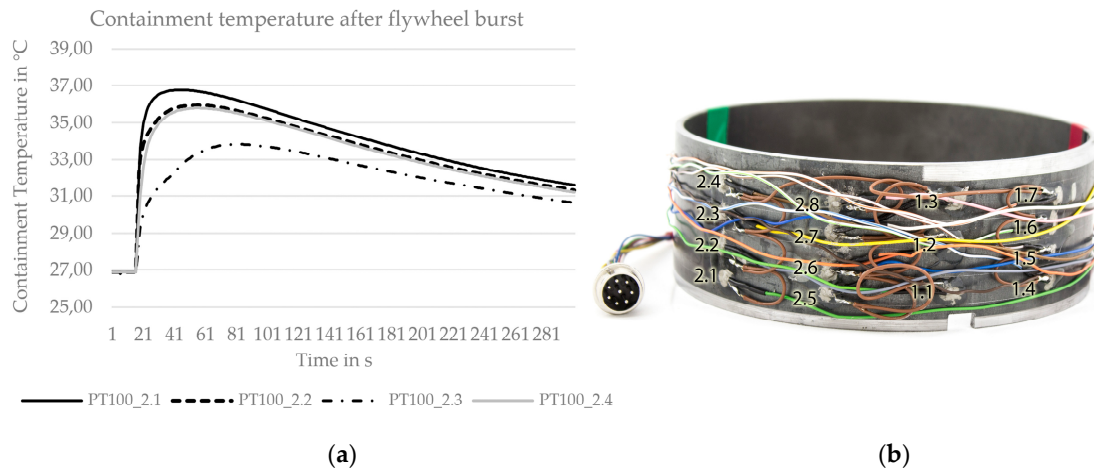 Containment temperature after flywheel burst
Containment Temperature in °C
39,00
37,00
35,00
33,00
31,00
29,00
27,00
25,00
1 21 41 61 81 101 121 141 161 181 201 221 241 261 281
Time in s
PT100_2.1 PT100_2.2 PT100_2.3 PT100_2.4
(a)
2.4 2.8 1.3 1.7
2.3 2.7 1.2 1.6
2.2 2.6 1.5
2.1 2.5 1.1 1.4
(b)